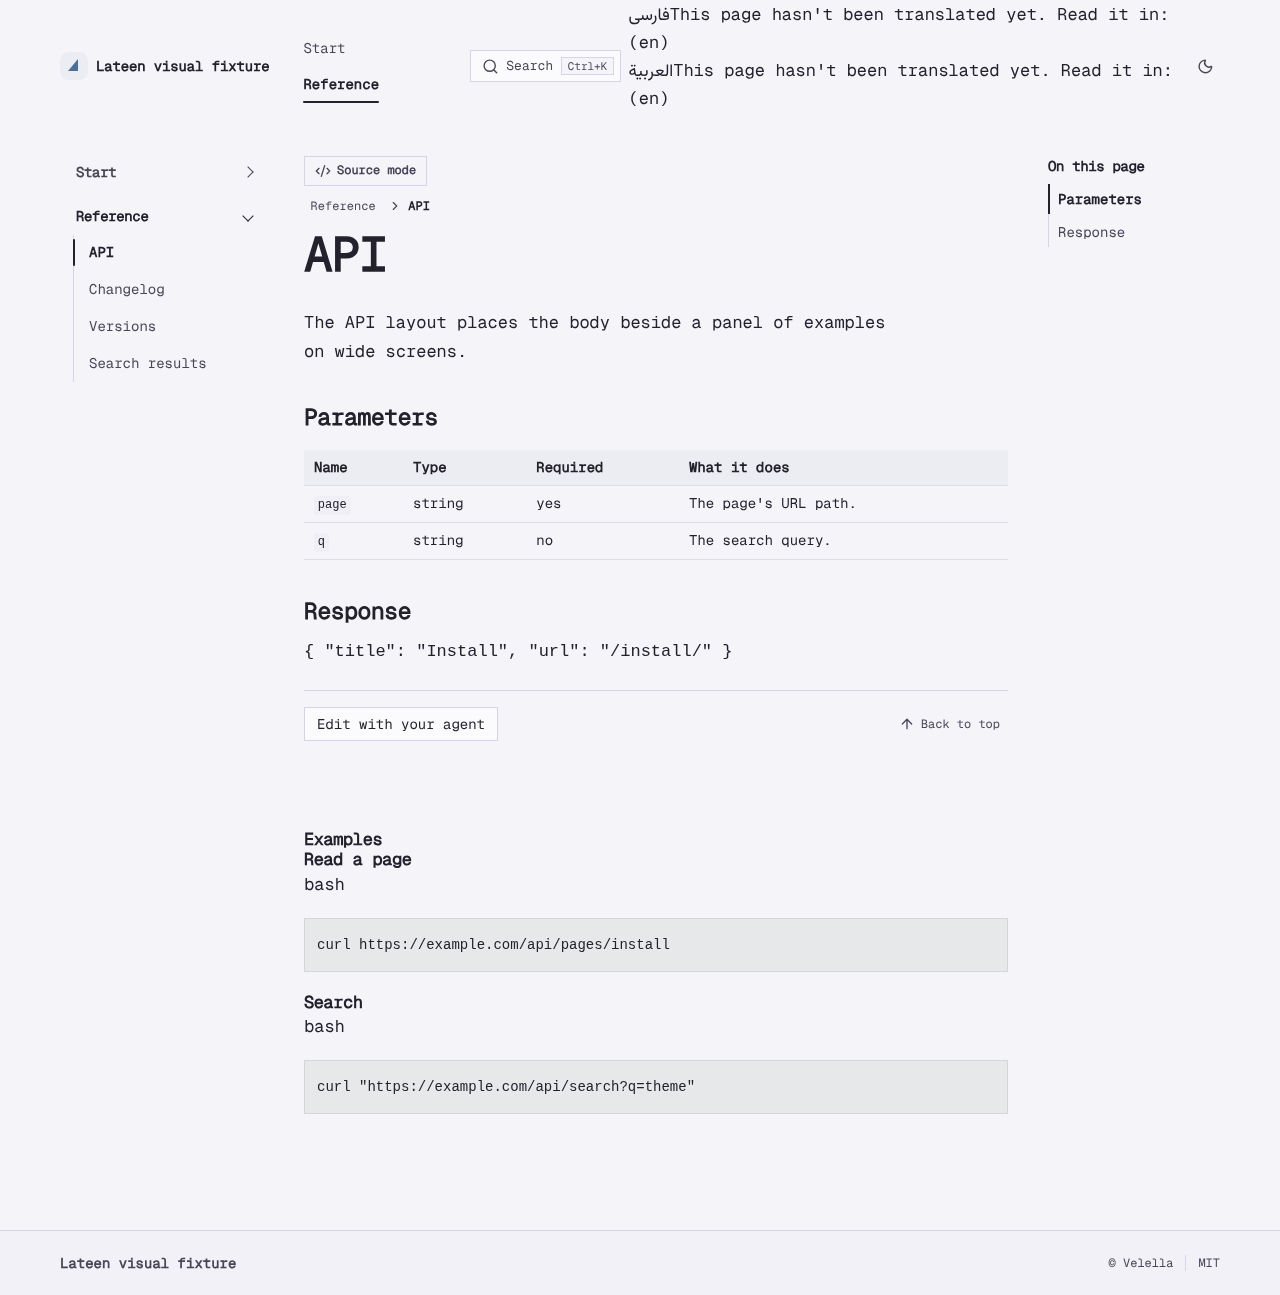 Lateen visual fixture
Start
Reference
Search Ctrl+K
فارسیThis page hasn't been translated yet. Read it in:
(en)
العربيةThis page hasn't been translated yet. Read it in:
(en)
Start
Reference
API
Changelog
Versions
Search results
Source mode
Reference > API
API
The API layout places the body beside a panel of examples
on wide screens.
Parameters
Name Type Required What it does
page string yes The page's URL path.
q string no The search query.
Response
{ "title": "Install", "url": "/install/" }
Edit with your agent
Back to top
Examples
Read a page
bash
curl https://example.com/api/pages/install
Search
bash
curl "https://example.com/api/search?q=theme"
On this page
Parameters
Response
Lateen visual fixture
© Velella
MIT